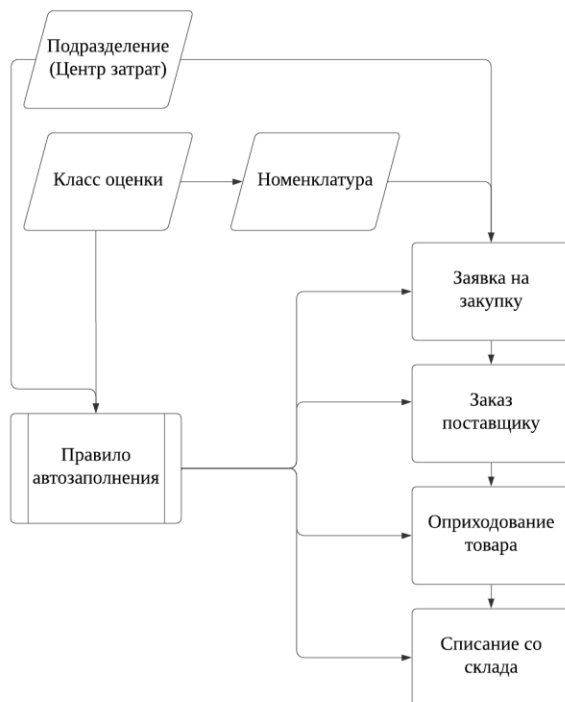 Подразделение
(Центр затрат)
Класс оценки
Номенклатура
Заявка на
закупку
Заказ
поставщику
Правило
автозаполнения
Оприходование
товара
Списание со
склада